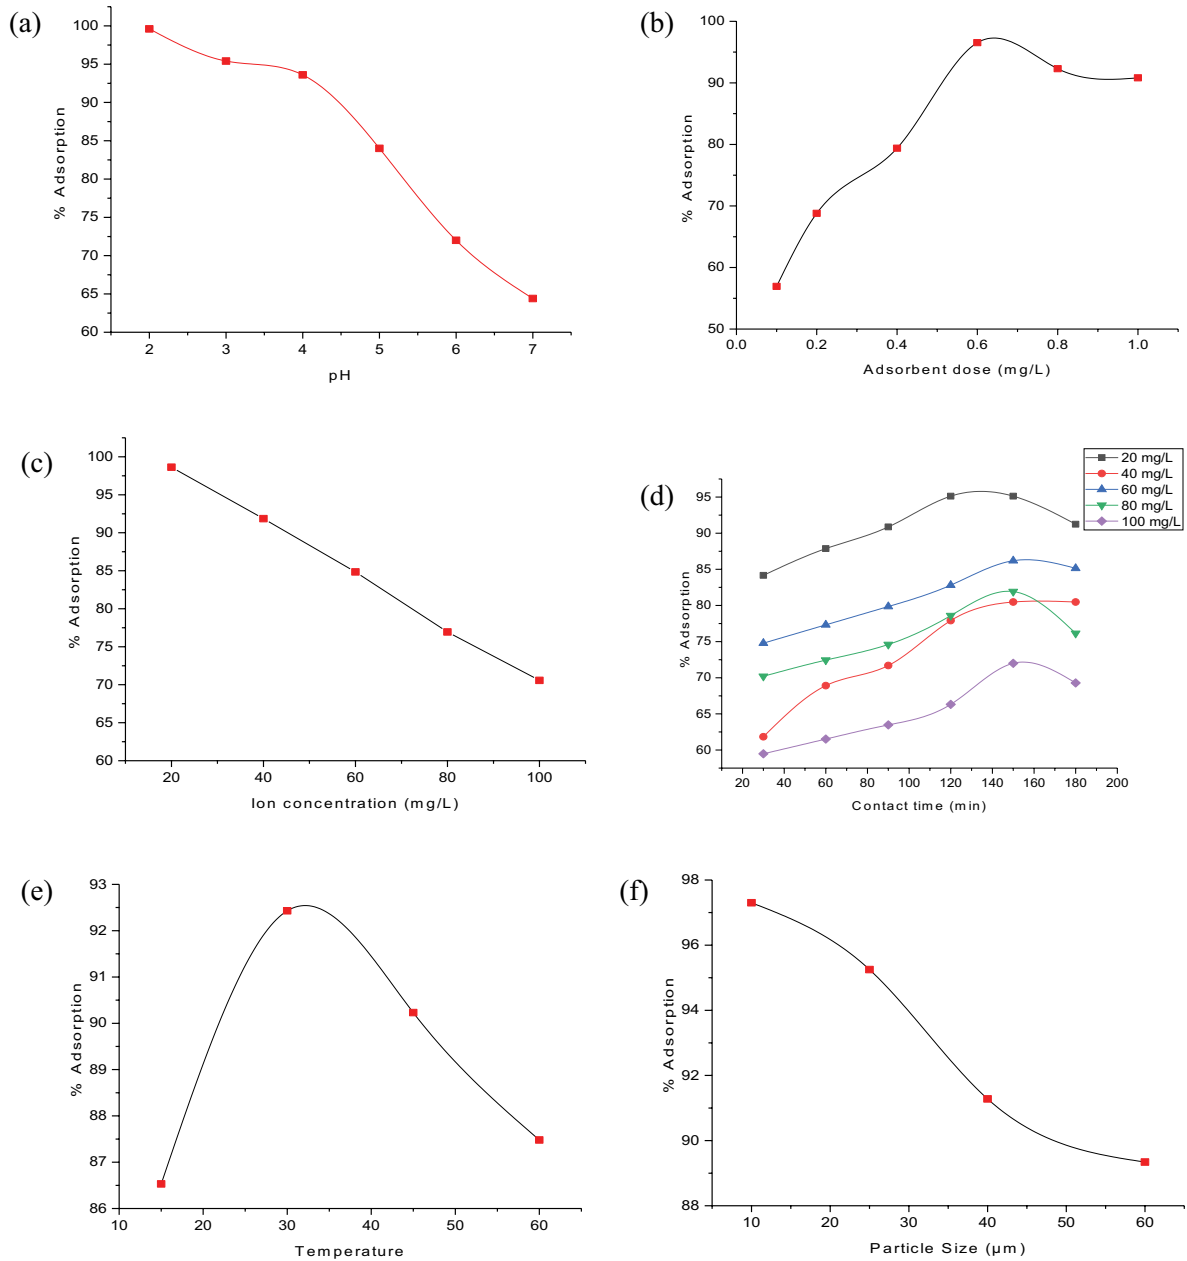 (a)
100
95
90
85
80
75
70
65
60
% Adsorption
2 3 4 5 6 7
pH
(b)
100
90
80
70
60
50
% Adsorption
0.0 0.2 0.4 0.6 0.8 1.0
Adsorbent dose (mg/L)
(c)
100
95
90
85
80
75
70
65
60
% Adsorption
20 40 60 80 100
Ion concentration (mg/L)
(d)
20 mg/L
40 mg/L
60 mg/L
80 mg/L
100 mg/L
95
90
85
80
75
70
65
60
% Adsorption
20 40 60 80 100 120 140 160 180 200
Contact time (min)
(e)
93
92
91
90
89
88
87
86
% Adsorption
10 20 30 40 50 60
Temperature
(f)
98
96
94
92
90
88
% Adsorption
10 20 30 40 50 60
Particle Size (μm)